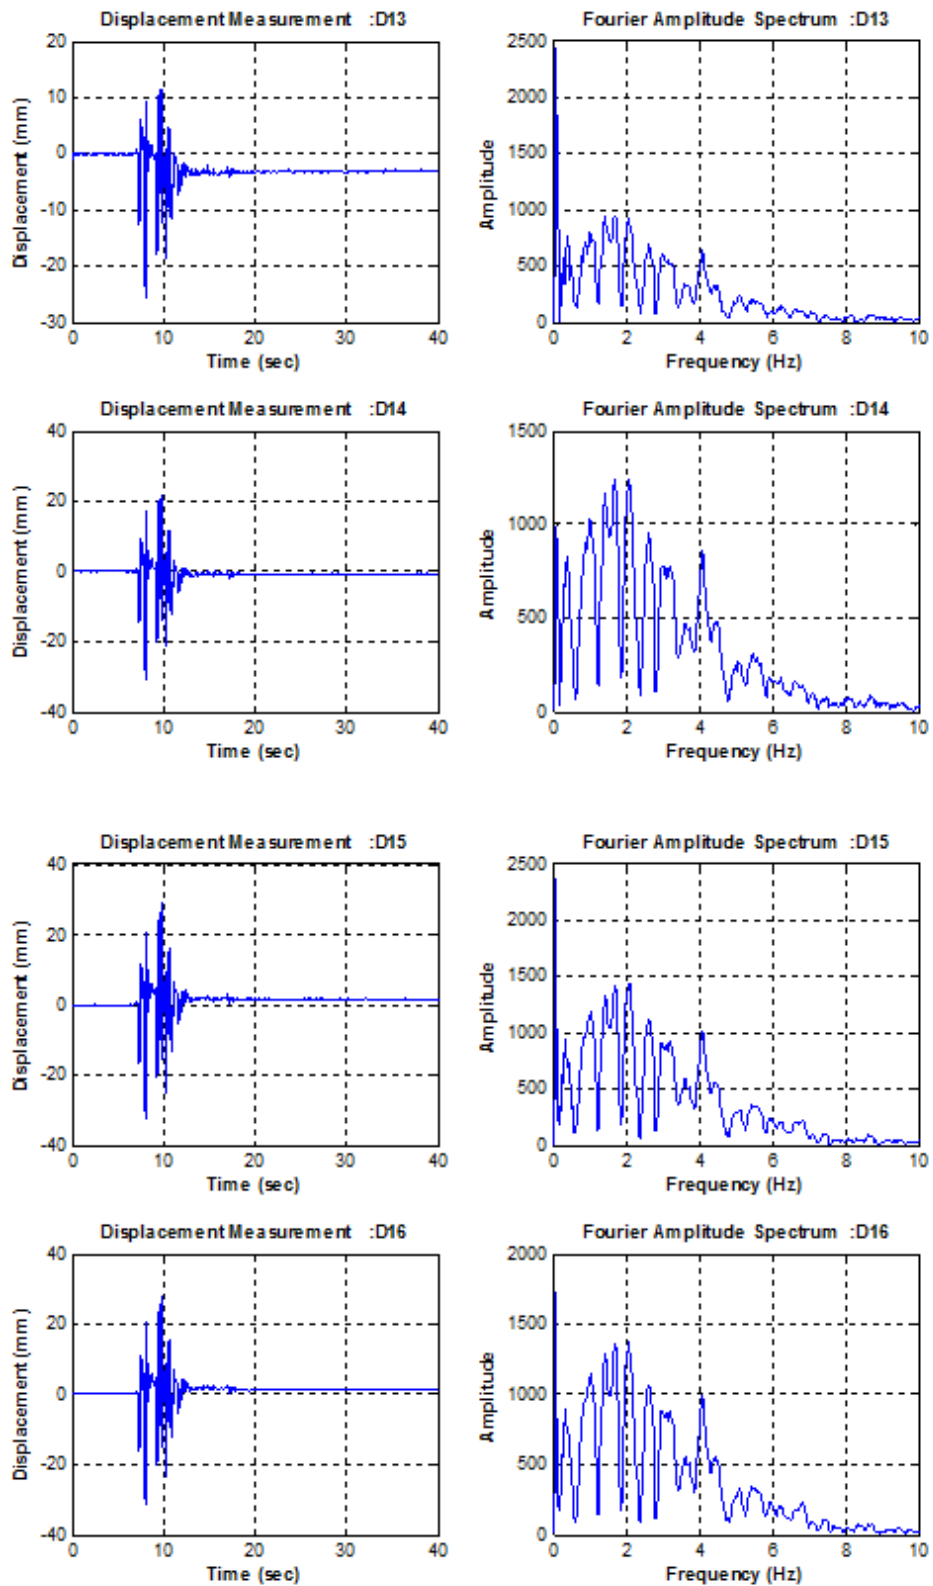 Displacement Measurement :D13
20
10
0
-10
-20
-30
0 10 20 30 40
Displacement (mm)
Time (sec)
Fourier Amplitude Spectrum :D13
2500
2000
1500
1000
500
0
0 2 4 6 8 10
Amplitude
Frequency (Hz)
Displacement Measurement :D14
40
20
0
-20
-40
0 10 20 30 40
Displacement (mm)
Time (sec)
Fourier Amplitude Spectrum :D14
1500
1000
500
0
0 2 4 6 8 10
Amplitude
Frequency (Hz)
Displacement Measurement :D15
40
20
0
-20
-40
0 10 20 30 40
Displacement (mm)
Time (sec)
Fourier Amplitude Spectrum :D15
2500
2000
1500
1000
500
0
0 2 4 6 8 10
Amplitude
Frequency (Hz)
Displacement Measurement :D16
40
20
0
-20
-40
0 10 20 30 40
Displacement (mm)
Time (sec)
Fourier Amplitude Spectrum :D16
2000
1500
1000
500
0
0 2 4 6 8 10
Amplitude
Frequency (Hz)